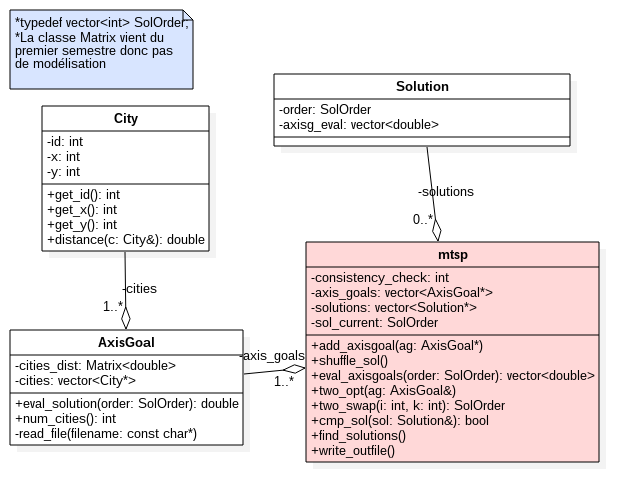 *typedef vector<int> SolOrder;
*La classe Matrix vient du
premier semestre donc pas
de modélisation
Solution
-order: SolOrder
-axisg_eval: vector<double>
City
-id: int
-x: int
-y: int
+get_id(): int
+get_x(): int
+get_y(): int
+distance(c: City&): double
-solutions
0..*
-cities
1..*
AxisGoal
-cities_dist: Matrix<double>
-cities: vector<City*>
+eval_solution(order: SolOrder): double
+num_cities(): int
-read_file(filename: const char*)
-axis_goals
1..*
mtsp
-consistency_check: int
-axis_goals: vector<AxisGoal*>
-solutions: vector<Solution*>
-sol_current: SolOrder
+add_axisgoal(ag: AxisGoal*)
+shuffle_sol()
+eval_axisgoals(order: SolOrder): vector<double>
+two_opt(ag: AxisGoal&)
+two_swap(i: int, k: int): SolOrder
+cmp_sol(sol: Solution&): bool
+find_solutions()
+write_outfile()